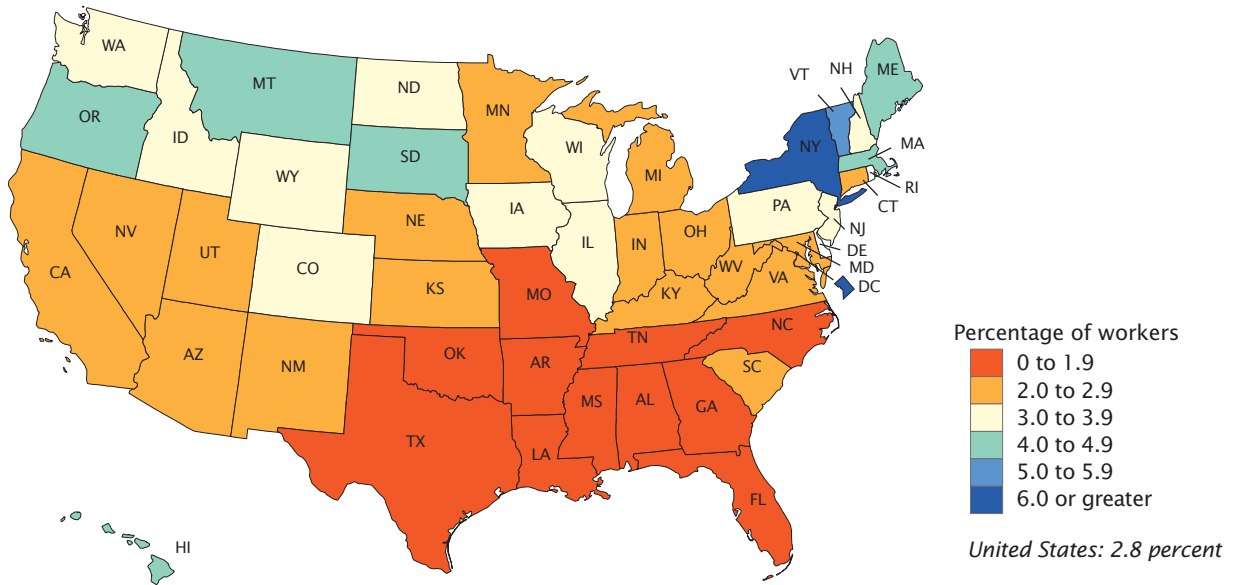 WA
MT
ND
MN
VT
NH
ME
OR
ID
SD
WI
NY
MA
WY
MI
RI
IA
PA
CT
NE
NV
IL
IN
OH
NJ
UT
DE
CA
CO
WV
MD
KS
KY
VA
DC
MO
NC
TN
OK
AZ
AR
NM
SC
MS
AL
GA
TX
LA
FL
HI
Percentage of workers
0 to 1.9
2.0 to 2.9
3.0 to 3.9
4.0 to 4.9
5.0 to 5.9
6.0 or greater
United States: 2.8 percent